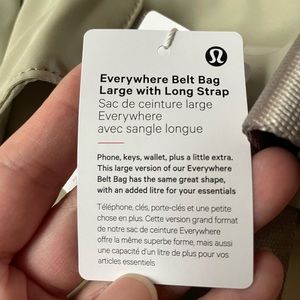 Everywhere Belt Bag
Large with Long Strap
Sac de ceinture large
Everywhere
avec sangle longue
Phone, keys, wallet, plus a little extra.
This large version of our Everywhere
Belt Bag has the same great shape,
with an added litre for your essentials
Téléphone, clés, porte-clés et une petite
chose en plus. Cette version grand format
de notre sac de ceinture Everywhere
offre la même superbe forme, mais aussi
une capacité d'un litre de plus pour vos
articles essentiels